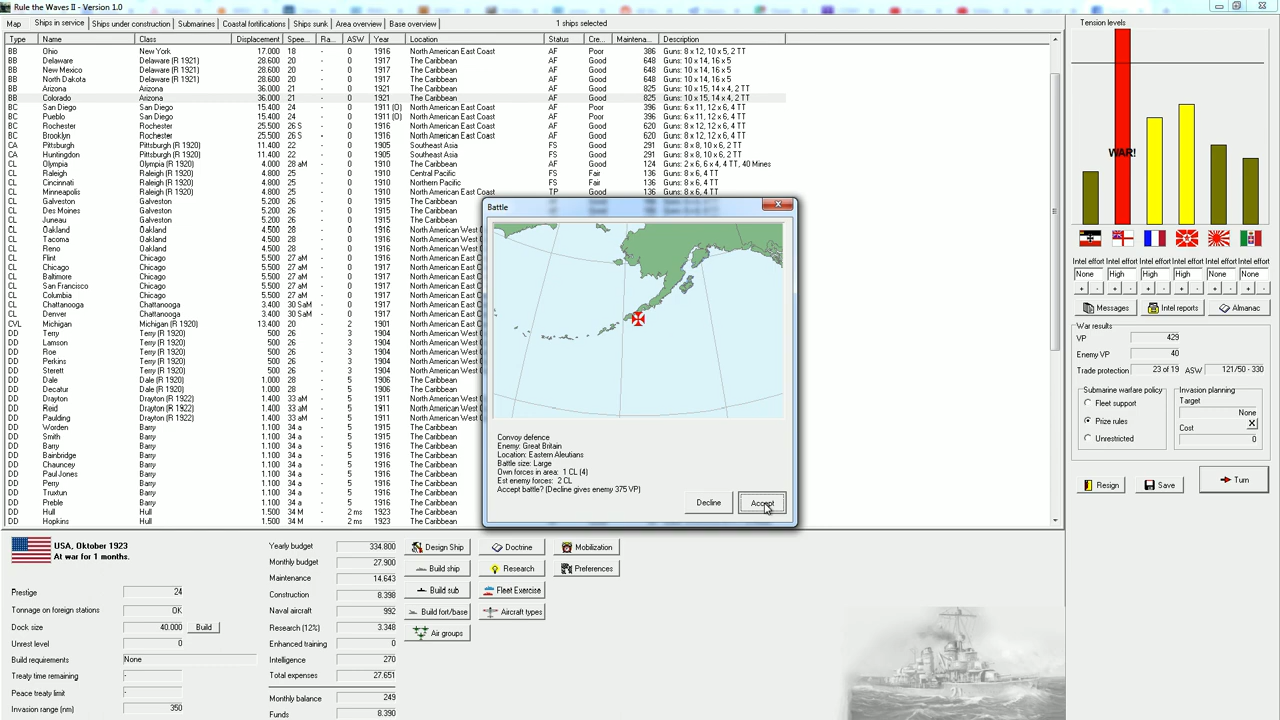 Rule the Waves II - Version 1.0
Map Ships in service Ships under construction Submarines Coastal fortifications Ships sunk Area overview Base overview 1 ships selected
Type Name Class Displacement Spee... Ra... ASW Year Location Status Cre... Maintena... Description
BB Ohio New York 17.000 18 - 0 1916 North American East Coast AF Poor 386 Guns: 8 x 12, 10 x 5, 2 TT
BB Delaware Delaware (R 1921) 28.600 20 - 0 1917 The Caribbean AF Good 648 Guns: 10 x 14, 16 x 5
BB New Mexico Delaware (R 1921) 28.600 20 - 0 1917 The Caribbean AF Good 648 Guns: 10 x 14, 16 x 5
BB North Dakota Delaware (R 1921) 28.600 20 - 0 1917 The Caribbean AF Good 648 Guns: 10 x 14, 16 x 5
BB Arizona Arizona 36.000 21 - 0 1921 The Caribbean AF Good 825 Guns: 10 x 15, 14 x 4, 2 TT
BB Colorado Arizona 36.000 21 - 0 1921 The Caribbean AF Good 825 Guns: 10 x 15, 14 x 4, 2 TT
BC San Diego San Diego 15.400 24 - 0 1911 (O) North American East Coast AF Poor 396 Guns: 6 x 11, 12 x 6, 4 TT
BC Pueblo San Diego 15.400 24 - 0 1911 (O) North American East Coast AF Poor 396 Guns: 6 x 11, 12 x 6, 4 TT
BC Rochester Rochester 25.500 26 S - 0 1916 North American East Coast AF Good 620 Guns: 8 x 12, 12 x 6, 4 TT
BC Brooklyn Rochester 25.500 26 S - 0 1916 North American East Coast AF Good 620 Guns: 8 x 12, 12 x 6, 4 TT
CA Pittsburgh Pittsburgh (R 1920) 11.400 22 - 0 1905 Southeast Asia FS Good 291 Guns: 8 x 8, 10 x 6, 2 TT
CA Huntingdon Pittsburgh (R 1920) 11.400 22 - 0 1905 Southeast Asia FS Good 291 Guns: 8 x 8, 10 x 6, 2 TT
CL Olympia Olympia (R 1920) 4.000 28 aM - 0 1910 The Caribbean AF Good 124 Guns: 2 x 6, 6 x 4, 4 TT, 40 Mines
CL Raleigh Raleigh (R 1920) 4.800 25 - 0 1910 Central Pacific FS Fair 136 Guns: 8 x 6, 4 TT
CL Cincinnati Raleigh (R 1920) 4.800 25 - 0 1910 Northern Pacific FS Fair 136 Guns: 8 x 6, 4 TT
CL Minneapolis Raleigh (R 1920) 4.800 25 - 0 1910 North American East Coast TP Good 136 Guns: 8 x 6, 4 TT
CL Galveston Galveston 5.200 26 - 0 1915 The Caribbean
CL Des Moines Galveston 5.200 26 - 0 1915 The Caribbean
CL Juneau Galveston 5.200 26 - 0 1915 The Caribbean
CL Oakland Oakland 4.500 28 - 0 1916 North American West
CL Tacoma Oakland 4.500 28 - 0 1916 North American West
CL Reno Oakland 4.500 28 - 0 1916 North American West
CL Flint Chicago 5.500 27 aM - 0 1916 The Caribbean
CL Chicago Chicago 5.500 27 aM - 0 1916 The Caribbean
CL Baltimore Chicago 5.500 27 aM - 0 1916 The Caribbean
CL San Francisco Chicago 5.500 27 aM - 0 1916 The Caribbean
CL Columbia Chicago 5.500 27 aM - 0 1917 The Caribbean
CL Chattanooga Chattanooga 3.400 30 SaM - 0 1917 North American East
CL Denver Chattanooga 3.400 30 SaM - 0 1917 North American East
CVL Michigan Michigan (R 1920) 13.400 20 - 2 1901 North American East
DD Terry Terry (R 1920) 500 26 - 3 1904 North American West
DD Lamson Terry (R 1920) 500 26 - 3 1904 North American West
DD Roe Terry (R 1920) 500 26 - 3 1904 North American West
DD Perkins Terry (R 1920) 500 26 - 3 1904 North American West
DD Sterett Terry (R 1920) 500 26 - 3 1904 North American West
DD Dale Dale (R 1920) 1.000 28 - 5 1906 The Caribbean
DD Decatur Dale (R 1920) 1.000 28 - 5 1906 The Caribbean
DD Drayton Drayton (R 1922) 1.400 33 aM - 5 1911 North American West
DD Reid Drayton (R 1922) 1.400 33 aM - 5 1911 North American West
DD Paulding Drayton (R 1922) 1.400 33 aM - 5 1911 North American West
DD Worden Barry 1.100 34 a - 5 1915 The Caribbean
DD Smith Barry 1.100 34 a - 5 1916 The Caribbean
DD Barry Barry 1.100 34 a - 5 1916 The Caribbean
DD Bainbridge Barry 1.100 34 a - 5 1916 The Caribbean
DD Chauncey Barry 1.100 34 a - 5 1916 The Caribbean
DD Paul Jones Barry 1.100 34 a - 5 1916 The Caribbean
DD Perry Barry 1.100 34 a - 5 1916 The Caribbean
DD Truxtun Barry 1.100 34 a - 5 1916 The Caribbean
DD Preble Barry 1.100 34 a - 5 1916 The Caribbean
DD Hull Hull 1.500 34 M - 2 ms 1923 The Caribbean
DD Hopkins Hull 1.500 34 M - 2 ms 1923 The Caribbean
Battle
Convoy defence
Enemy: Great Britain
Location: Eastern Aleutians
Battle size: Large
Own forces in area: 1 CL (4)
Est enemy forces: 2 CL
Accept battle? (Decline gives enemy 375 VP)
Decline Accept
Tension levels
WAR!
Intel effort Intel effort Intel effort Intel effort Intel effort Intel effort
None High High High None None
+ - + - + - + - + - + -
Messages Intel reports Almanac
War results
VP 429
Enemy VP 40
Trade protection 23 of 19 ASW 121/50 - 330
Submarine warfare policy Invasion planning
Fleet support Target
None
Prize rules Cost X
Unrestricted 0
Resign Save Turn
USA, Oktober 1923
At war for 1 months.
Prestige 24
Tonnage on foreign stations OK
Dock size 40.000 Build
Unrest level 0
Build requirements None
Treaty time remaining -
Peace treaty limit -
Invasion range (nm) 350
Yearly budget 334.800
Monthly budget 27.900
Maintenance 14.643
Construction 8.398
Naval aircraft 992
Research (12%) 3.348
Enhanced training 0
Intelligence 270
Total expenses 27.651
Monthly balance 249
Funds 8.390
Design Ship Doctrine Mobilization
Build ship Research Preferences
Build sub Fleet Exercise
Build fort/base Aircraft types
Air groups